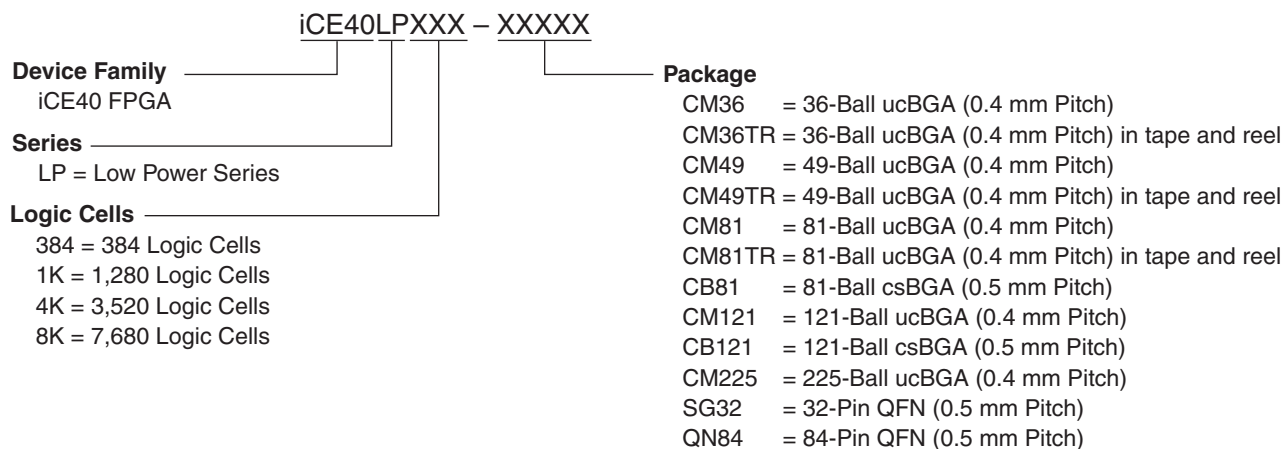 iCE40LPXXX – XXXXX
Device Family
iCE40 FPGA
Series
LP = Low Power Series
Logic Cells
384 = 384 Logic Cells
1K = 1,280 Logic Cells
4K = 3,520 Logic Cells
8K = 7,680 Logic Cells
Package
CM36 = 36-Ball ucBGA (0.4 mm Pitch)
CM36TR = 36-Ball ucBGA (0.4 mm Pitch) in tape and reel
CM49 = 49-Ball ucBGA (0.4 mm Pitch)
CM49TR = 49-Ball ucBGA (0.4 mm Pitch) in tape and reel
CM81 = 81-Ball ucBGA (0.4 mm Pitch)
CM81TR = 81-Ball ucBGA (0.4 mm Pitch) in tape and reel
CB81 = 81-Ball csBGA (0.5 mm Pitch)
CM121 = 121-Ball ucBGA (0.4 mm Pitch)
CB121 = 121-Ball csBGA (0.5 mm Pitch)
CM225 = 225-Ball ucBGA (0.4 mm Pitch)
SG32 = 32-Pin QFN (0.5 mm Pitch)
QN84 = 84-Pin QFN (0.5 mm Pitch)